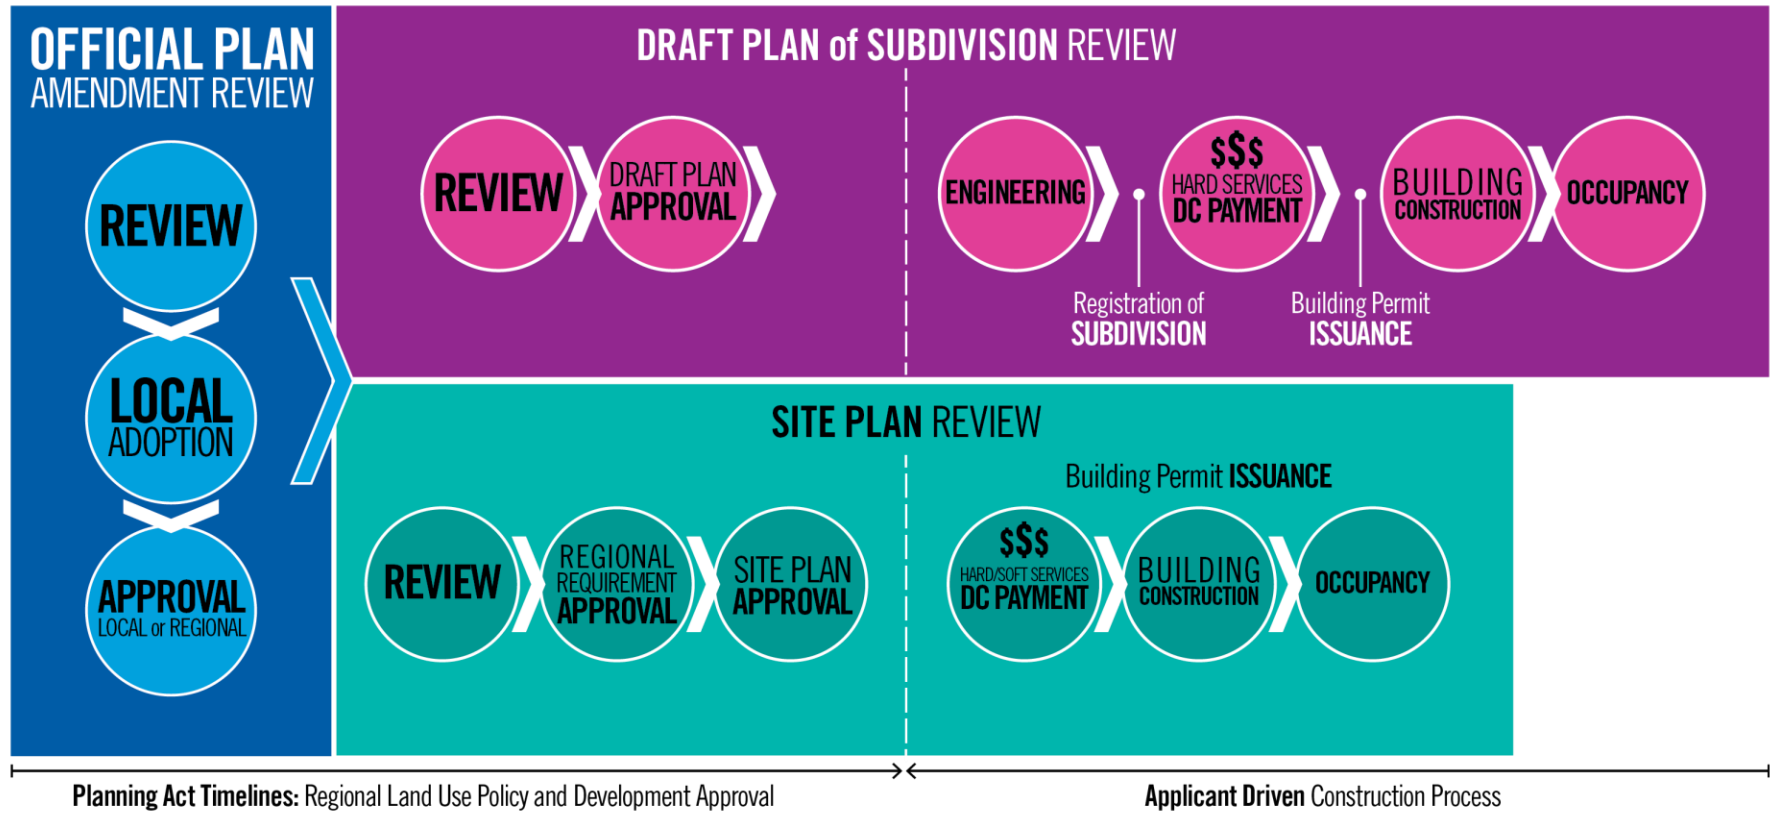 OFFICIAL PLAN
AMENDMENT REVIEW
REVIEW
LOCAL
ADOPTION
APPROVAL
LOCAL or REGIONAL
DRAFT PLAN of SUBDIVISION REVIEW
REVIEW
DRAFT PLAN
APPROVAL
ENGINEERING
$$$
HARD SERVICES
DC PAYMENT
BUILDING
CONSTRUCTION
OCCUPANCY
Registration of
SUBDIVISION
Building Permit
ISSUANCE
SITE PLAN REVIEW
REVIEW
REGIONAL
REQUIREMENT
APPROVAL
SITE PLAN
APPROVAL
Building Permit ISSUANCE
$$$
HARD/SOFT SERVICES
DC PAYMENT
BUILDING
CONSTRUCTION
OCCUPANCY
Planning Act Timelines: Regional Land Use Policy and Development Approval
Applicant Driven Construction Process